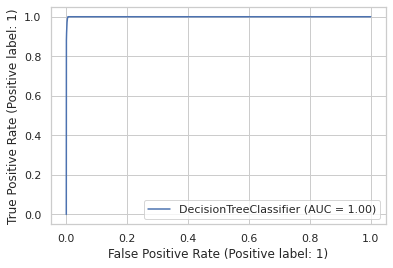 True Positive Rate (Positive label: 1)
1.0
0.8
0.6
0.4
0.2
0.0
DecisionTreeClassifier (AUC = 1.00)
0.0 0.2 0.4 0.6 0.8 1.0
False Positive Rate (Positive label: 1)